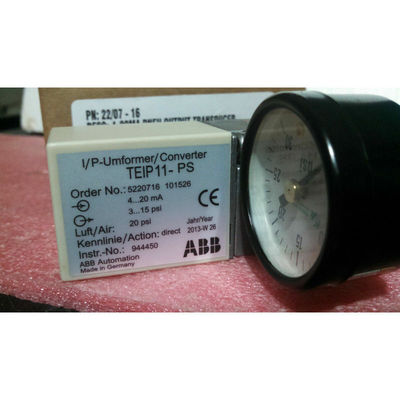 PN: 22/07 - 16
I/P-Umformer/Converter
TEIP11- PS
Order No.: 5220716 101526
4...20 mA
3...15 psi
Luft/Air: 20 psi
Kennlinie/Action: direct
Jahr/Year
2013-W 26
Instr.-No.: 944450
ABB Automation
Made in Germany
CE
ABB